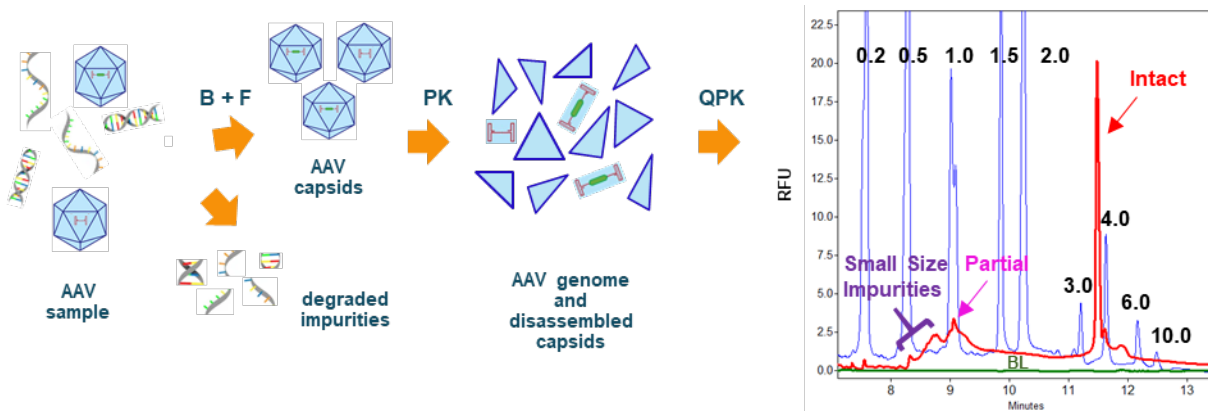 B + F
PK
QPK
AAV
sample
AAV
capsids
degraded
impurities
AAV genome
and
disassembled
capsids
RFU
22.5
20.0
17.5
15.0
12.5
10.0
7.5
5.0
2.5
0.0
0.2 0.5 1.0 1.5 2.0
Intact
4.0
Small Size
Impurities
Partial
3.0
6.0
10.0
BL
8 9 10 11 12 13
Minutes